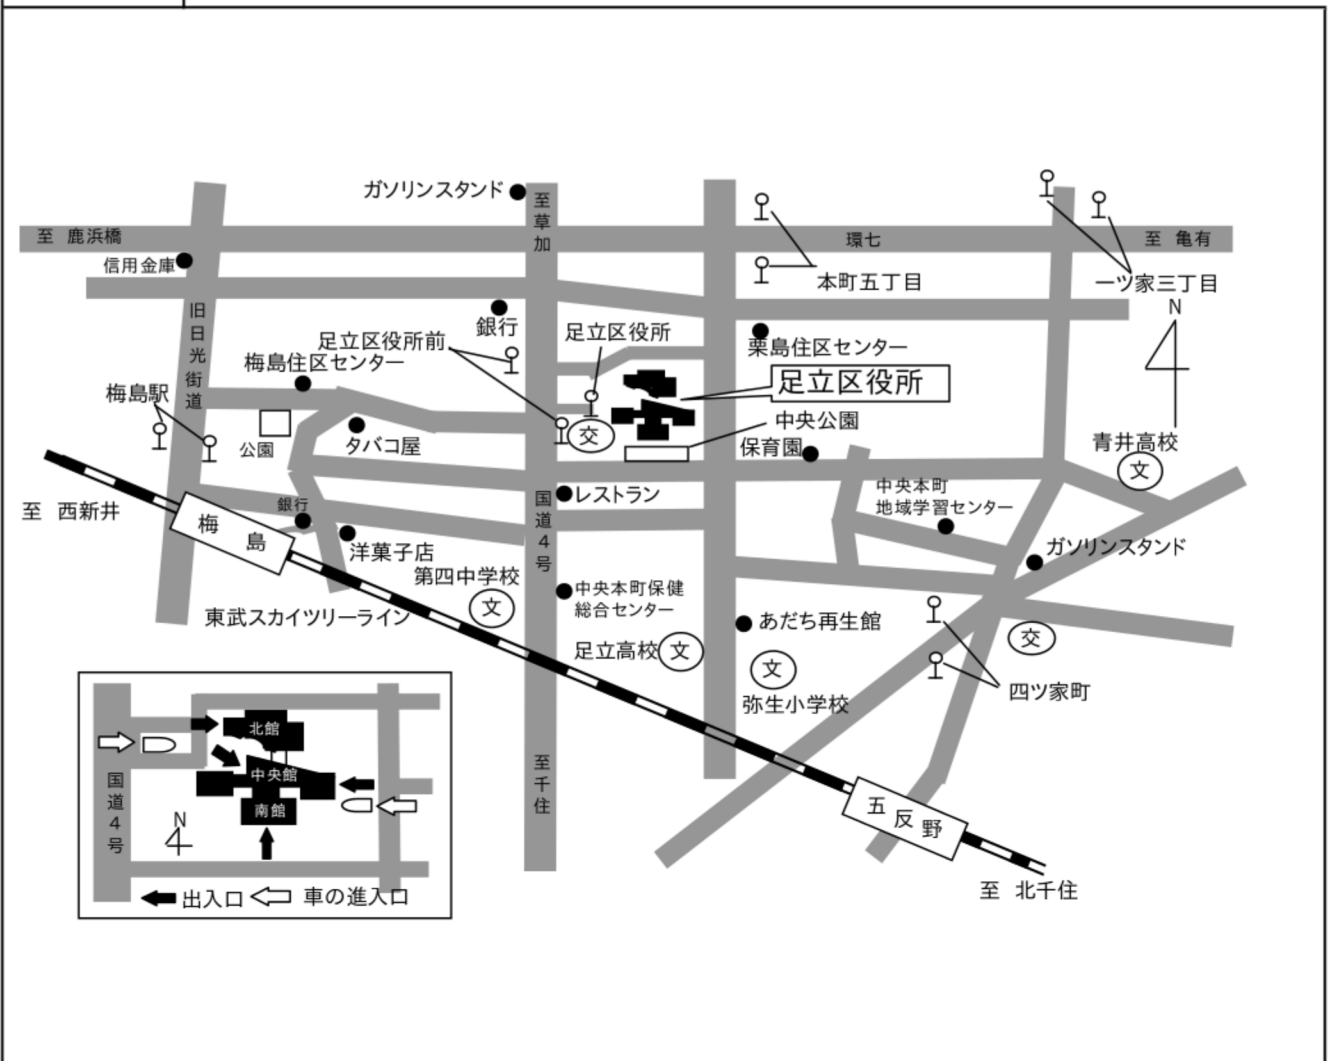 ガソリンスタンド
至草加
至 鹿浜橋
環七
至 亀有
信用金庫
本町五丁目
一ツ家三丁目
N
旧日光街道
銀行
足立区役所
足立区役所前
梅島住区センター
栗島住区センター
足立区役所
梅島駅
中央公園
公園
タバコ屋
交
保育園
青井高校
文
至 西新井
銀行
国道4号
レストラン
中央本町
地域学習センター
梅島
洋菓子店
ガソリンスタンド
第四中学校
文
中央本町保健
総合センター
東武スカイツリーライン
あだち再生館
足立高校
文
文
弥生小学校
交
四ツ家町
至千住
五反野
至 北千住
北館
中央館
南館
国道4号
N
出入口
車の進入口